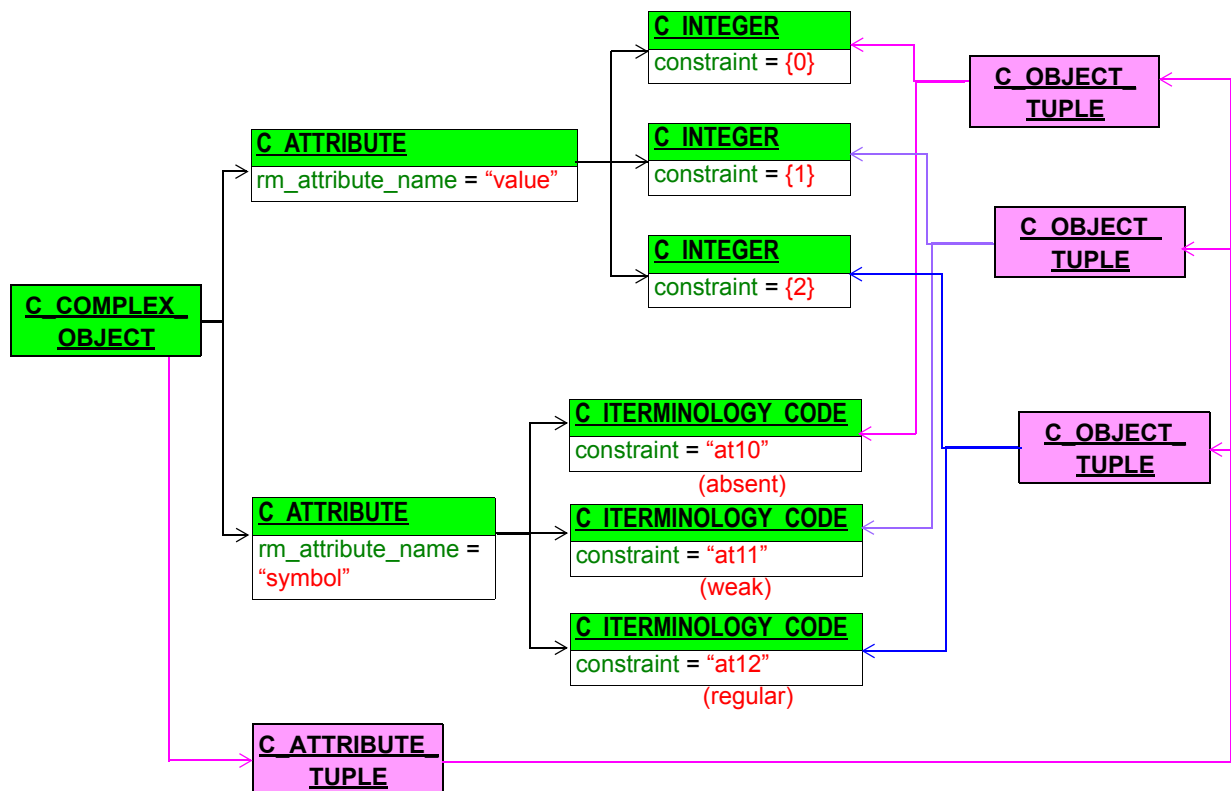 C_INTEGER
constraint = {0}
C_OBJECT_
TUPLE
C_ATTRIBUTE
rm_attribute_name = “value”
C_INTEGER
constraint = {1}
C_OBJECT_
TUPLE
C_INTEGER
constraint = {2}
C_COMPLEX_
OBJECT
C_ITERMINOLOGY_CODE
constraint = “at10”
(absent)
C_OBJECT_
TUPLE
C_ATTRIBUTE
rm_attribute_name =
“symbol”
C_ITERMINOLOGY_CODE
constraint = “at11”
(weak)
C_ITERMINOLOGY_CODE
constraint = “at12”
(regular)
C_ATTRIBUTE_
TUPLE